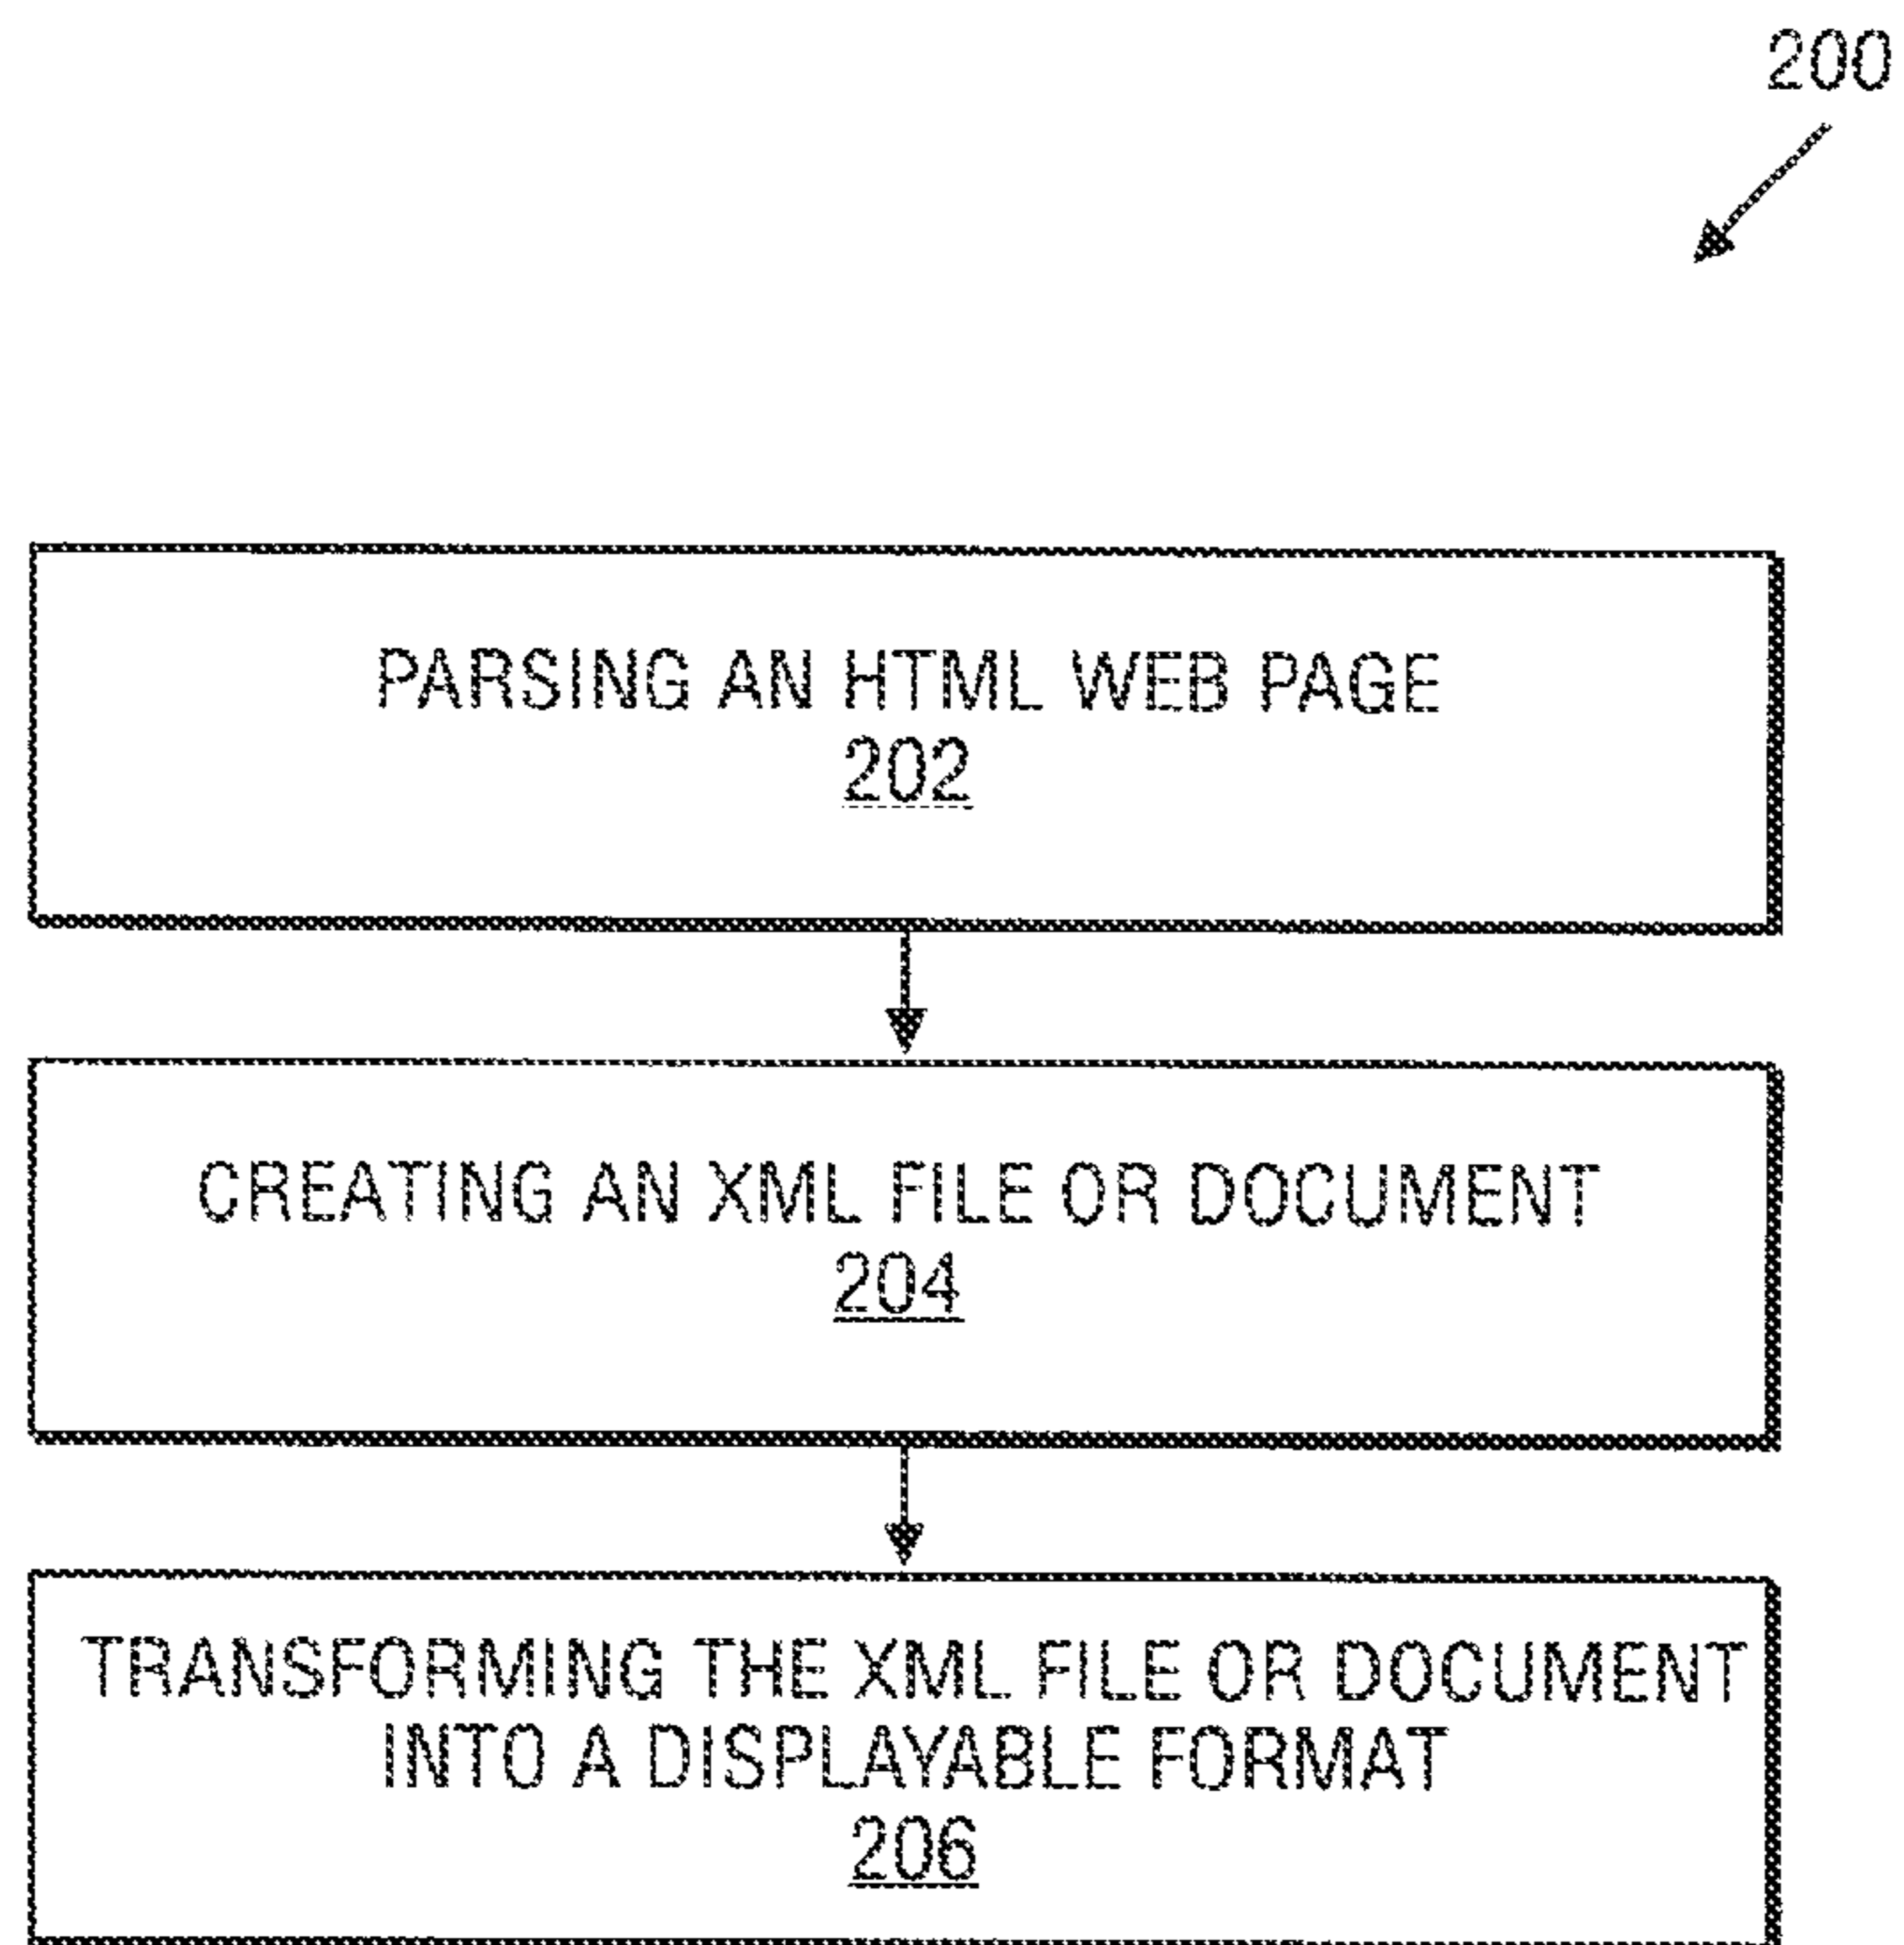 200
PARSING AN HTML WEB PAGE
202
CREATING AN XML FILE OR DOCUMENT
204
TRANSFORMING THE XML FILE OR DOCUMENT
INTO A DISPLAYABLE FORMAT
206